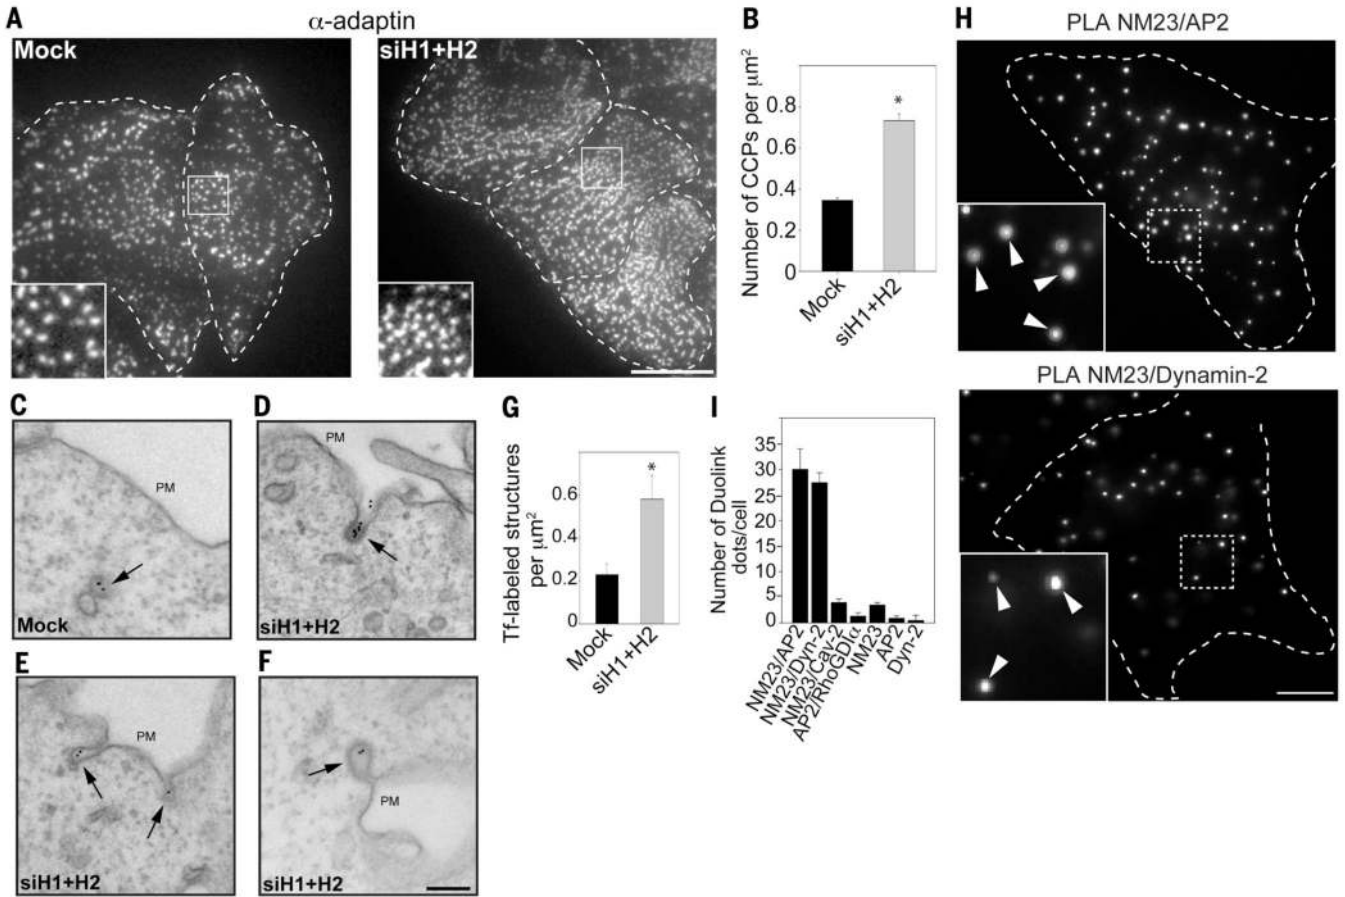 A
α-adaptin
Mock
siH1+H2
B
Number of CCPs per μm²
0.8
0.6
0.4
0.2
0
*
Mock
siH1+H2
H
PLA NM23/AP2
PLA NM23/Dynamin-2
C
PM
Mock
D
PM
siH1+H2
E
PM
siH1+H2
F
PM
siH1+H2
G
Tf-labeled structures
per μm²
0.6
0.4
0.2
0
*
Mock
siH1+H2
I
Number of Duolink
dots/cell
35
30
25
20
15
10
5
0
NM23/AP2
NM23/Dyn-2
NM23/Cav-2
AP2/RhoGDIα
NM23
AP2
Dyn-2